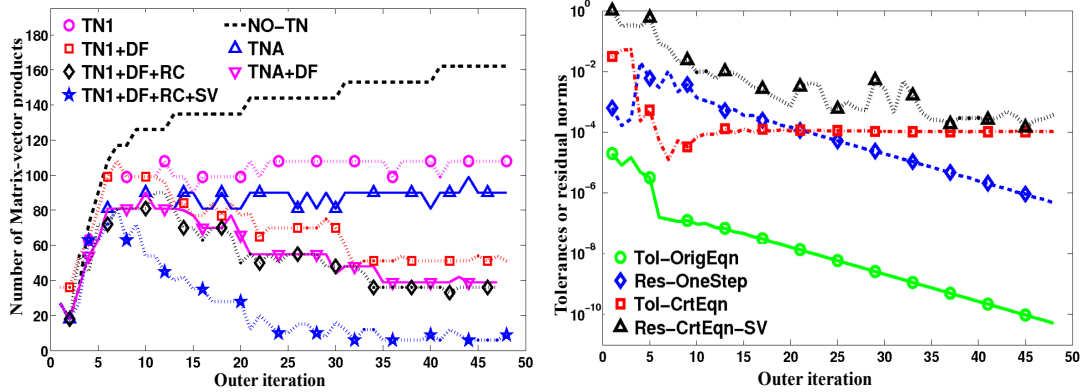 Number of Matrix-vector products
180
160
140
120
100
80
60
40
20
0
0 5 10 15 20 25 30 35 40 45 50
Outer iteration
TN1
TN1+DF
TN1+DF+RC
TN1+DF+RC+SV
NO-TN
TNA
TNA+DF
Tolerances or residual norms
10^0
10^-2
10^-4
10^-6
10^-8
10^-10
0 5 10 15 20 25 30 35 40 45 50
Outer iteration
Tol-OrigEqn
Res-OneStep
Tol-CrtEqn
Res-CrtEqn-SV